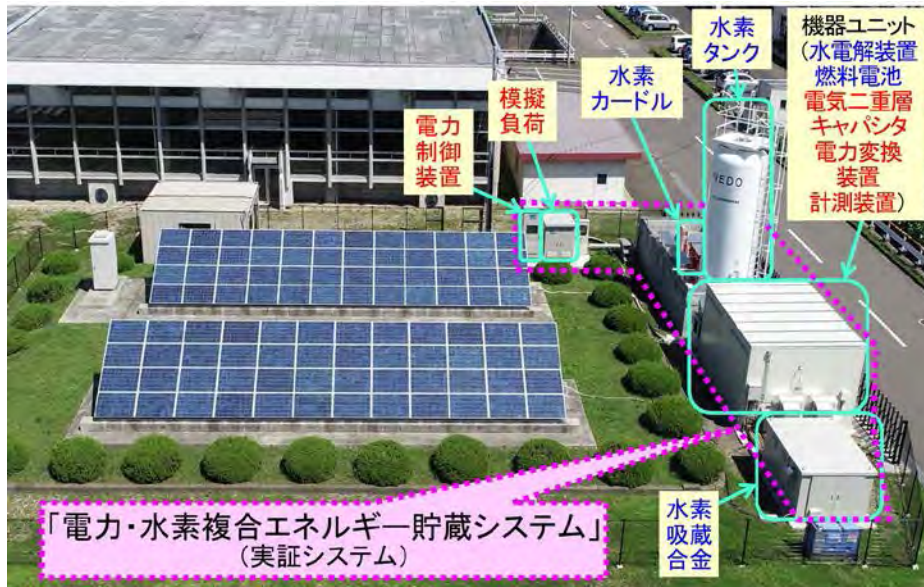 電力
制御
装置
模擬
負荷
水素
カードル
水素
タンク
機器ユニット
（水電解装置
燃料電池
電気二重層
キャパシタ
電力変換
装置
計測装置）
NEDO
「電力・水素複合エネルギー貯蔵システム」
（実証システム）
水素
吸蔵
合金